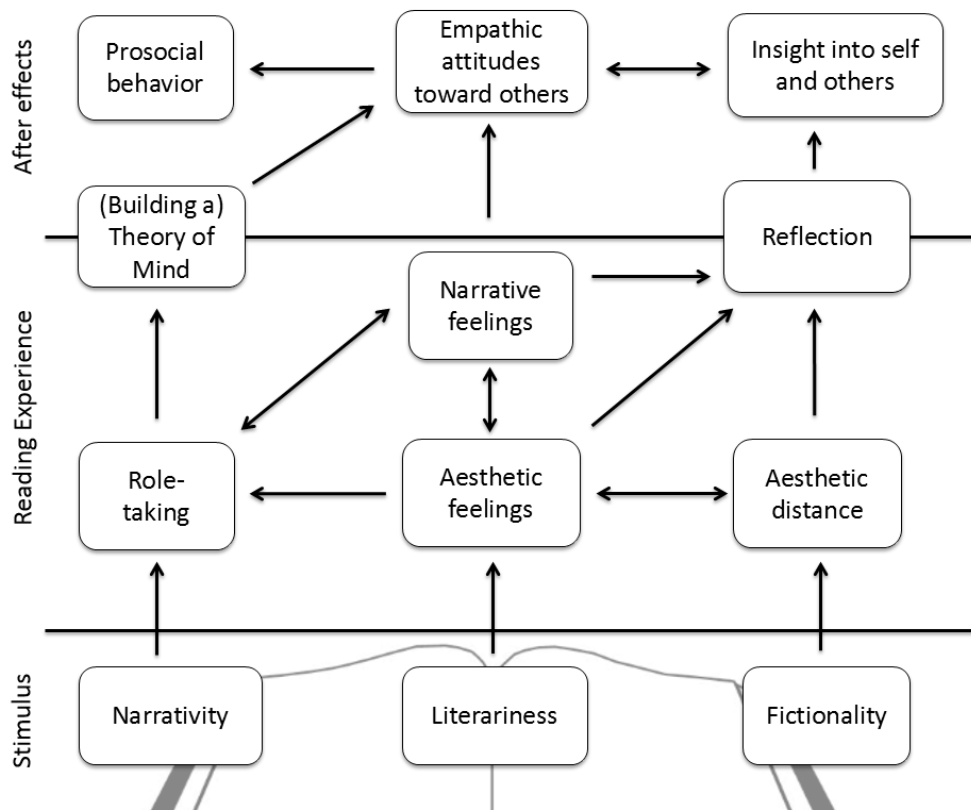 After effects
Prosocial
behavior
Empathic
attitudes
toward others
Insight into self
and others
(Building a)
Theory of
Mind
Reflection
Reading Experience
Narrative
feelings
Role-
taking
Aesthetic
feelings
Aesthetic
distance
Stimulus
Narrativity
Literariness
Fictionality